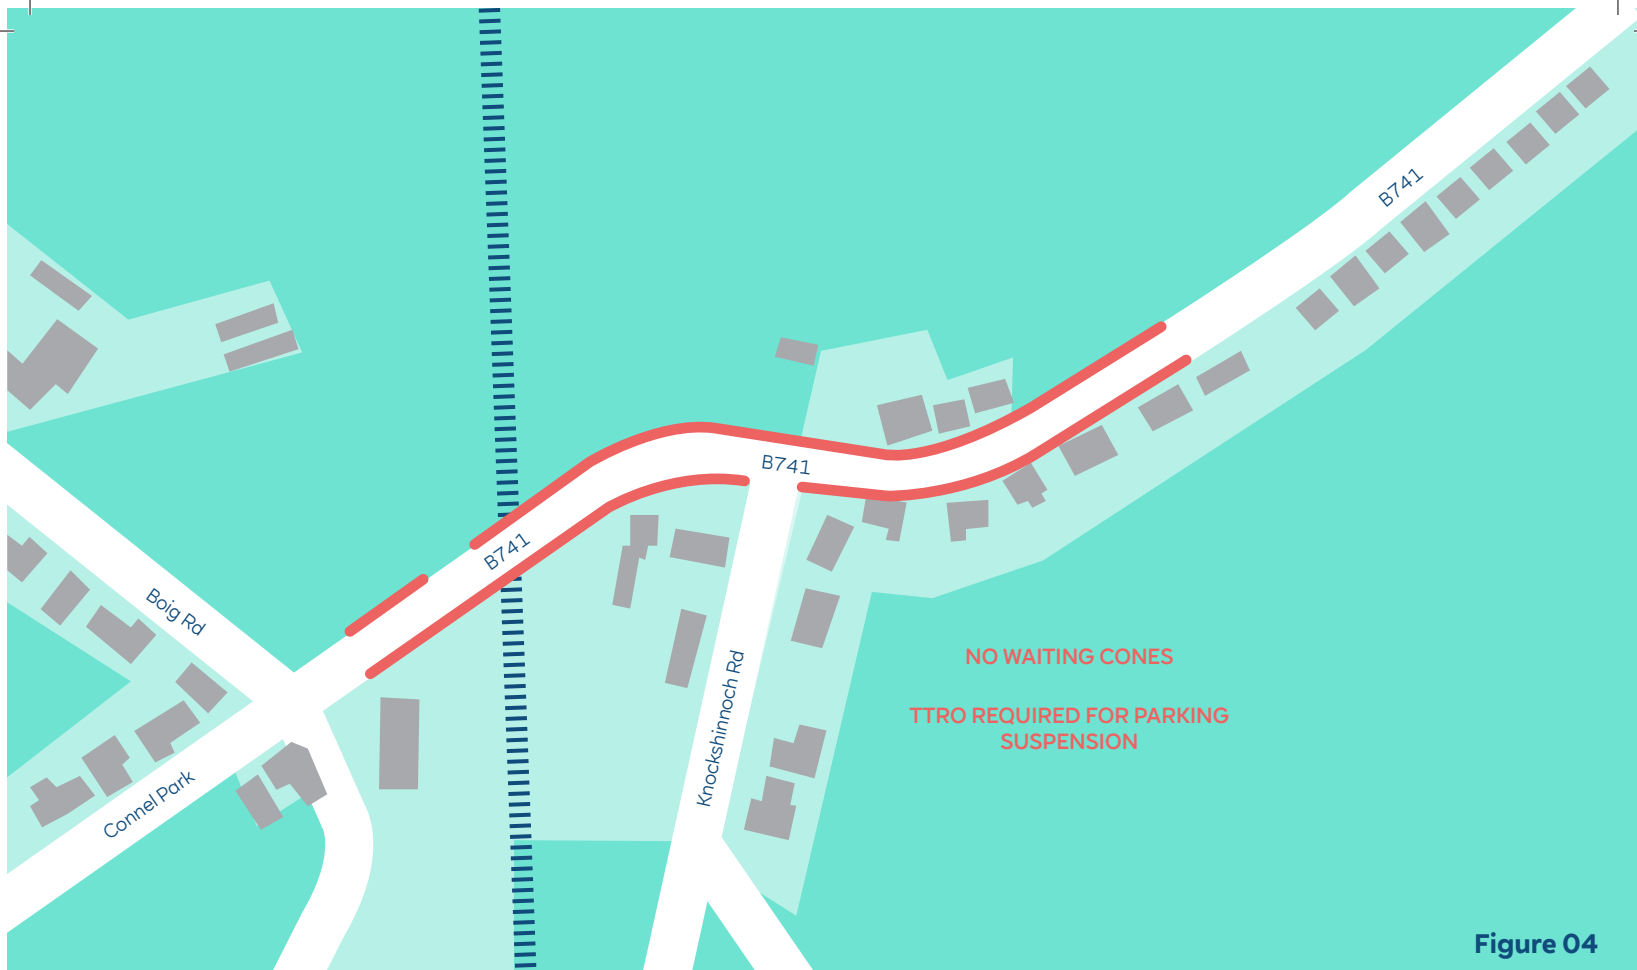 B741
B741
B741
Boig Rd
Knockshinnoch Rd
Connel Park
NO WAITING CONES
TTRO REQUIRED FOR PARKING
SUSPENSION
Figure 04